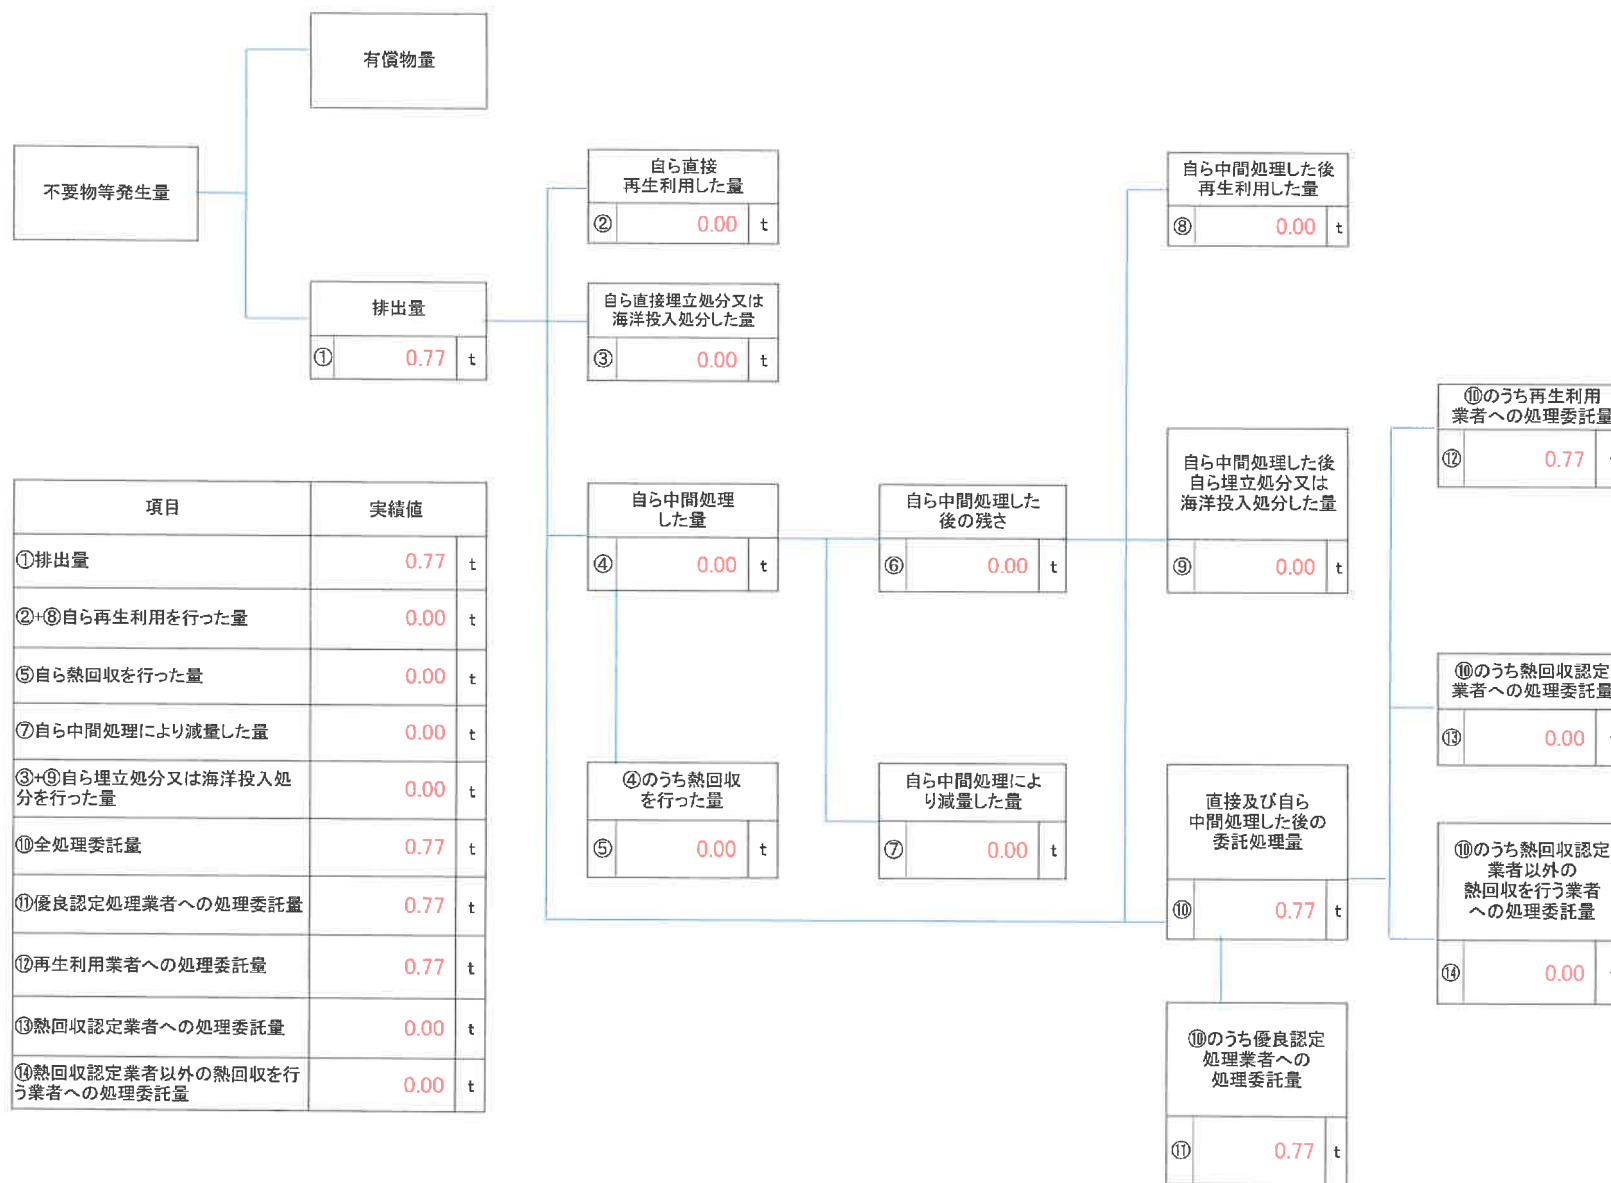 有償物量
不要物等発生量
排出量
① 0.77 t
自ら直接
再生利用した量
② 0.00 t
自ら直接埋立処分又は
海洋投入処分した量
③ 0.00 t
自ら中間処理した後
再生利用した量
⑧ 0.00 t
自ら中間処理
した量
④ 0.00 t
自ら中間処理した
後の残さ
⑥ 0.00 t
自ら中間処理した後
自ら埋立処分又は
海洋投入処分した量
⑨ 0.00 t
⑩のうち再生利用
業者への処理委託量
⑫ 0.77
⑩のうち熱回収認定
業者への処理委託量
⑬ 0.00
④のうち熱回収
を行った量
⑤ 0.00 t
自ら中間処理によ
り減量した量
⑦ 0.00 t
直接及び自ら
中間処理した後の
委託処理量
⑩ 0.77 t
⑩のうち熱回収認定
業者以外の
熱回収を行う業者
への処理委託量
⑭ 0.00
⑩のうち優良認定
処理業者への
処理委託量
⑪ 0.77 t
項目 実績値
①排出量 0.77 t
②+⑧自ら再生利用を行った量 0.00 t
⑤自ら熱回収を行った量 0.00 t
⑦自ら中間処理により減量した量 0.00 t
③+⑨自ら埋立処分又は海洋投入処
分を行った量 0.00 t
⑩全処理委託量 0.77 t
⑪優良認定処理業者への処理委託量 0.77 t
⑫再生利用業者への処理委託量 0.77 t
⑬熱回収認定業者への処理委託量 0.00 t
⑭熱回収認定業者以外の熱回収を行
う業者への処理委託量 0.00 t